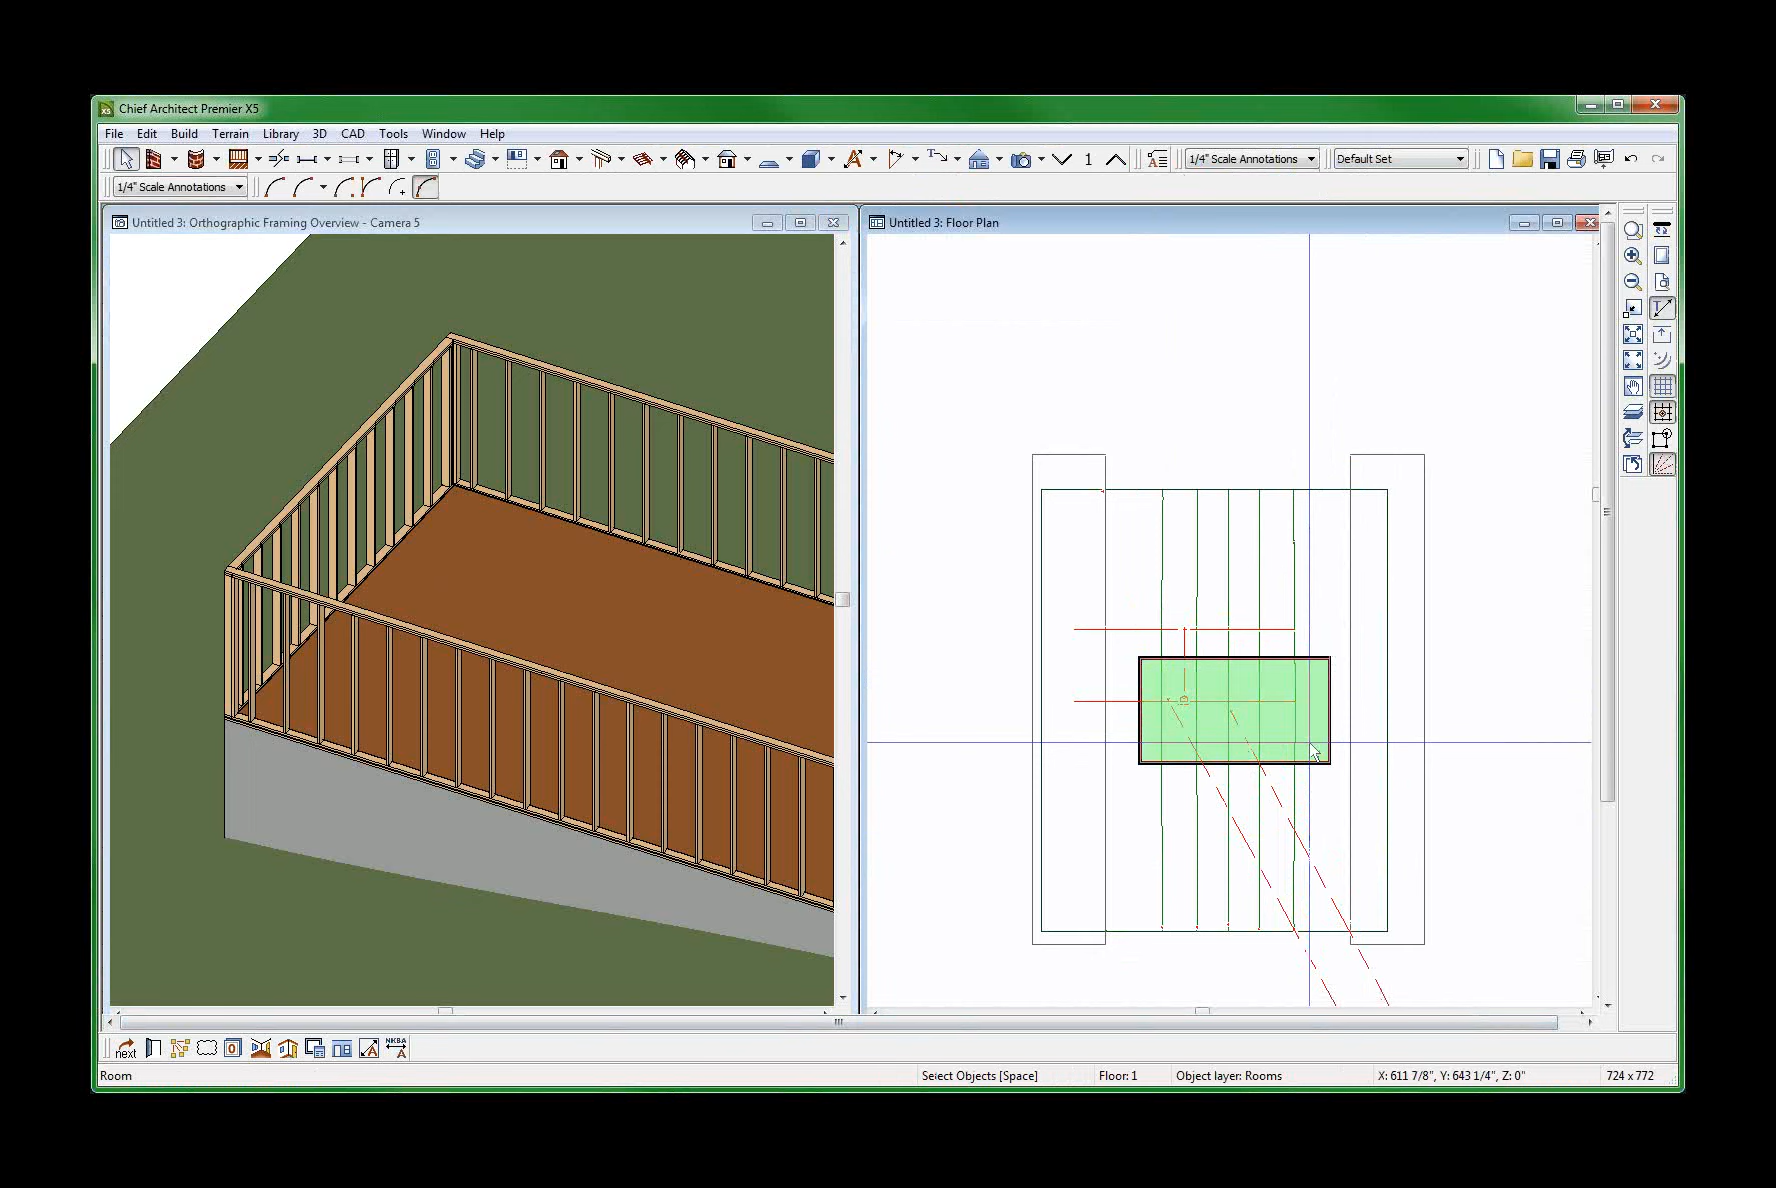 Chief Architect Premier X5
File Edit Build Terrain Library 3D CAD Tools Window Help
1 1/4" Scale Annotations Default Set
1/4" Scale Annotations
Untitled 3: Orthographic Framing Overview - Camera 5
Untitled 3: Floor Plan
next NKBA A
Room Select Objects [Space] Floor: 1 Object layer: Rooms X: 611 7/8", Y: 643 1/4", Z: 0" 724 x 772